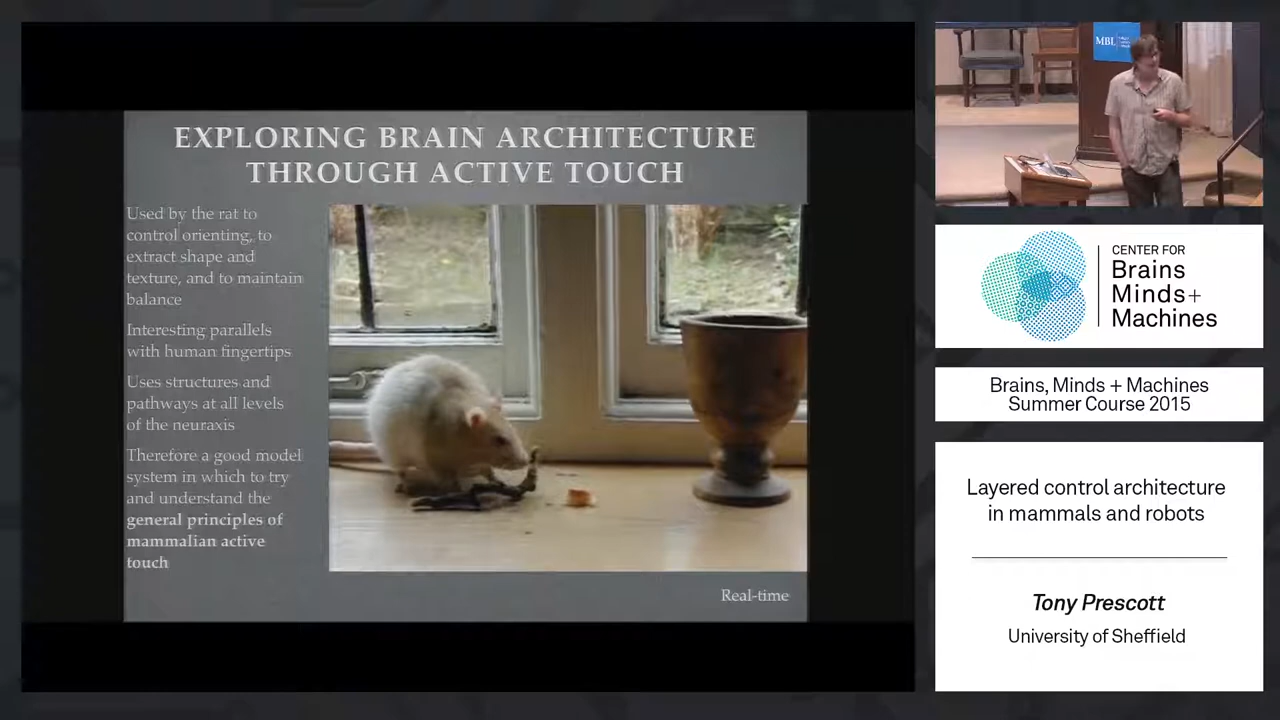 EXPLORING BRAIN ARCHITECTURE
THROUGH ACTIVE TOUCH
Used by the rat to
control orienting, to
extract shape and
texture, and to maintain
balance
Interesting parallels
with human fingertips
Uses structures and
pathways at all levels
of the neuraxis
Therefore a good model
system in which to try
and understand the
general principles of
mammalian active
touch
Real-time
MBL
CENTER FOR
Brains
Minds+
Machines
Brains, Minds + Machines
Summer Course 2015
Layered control architecture
in mammals and robots
Tony Prescott
University of Sheffield